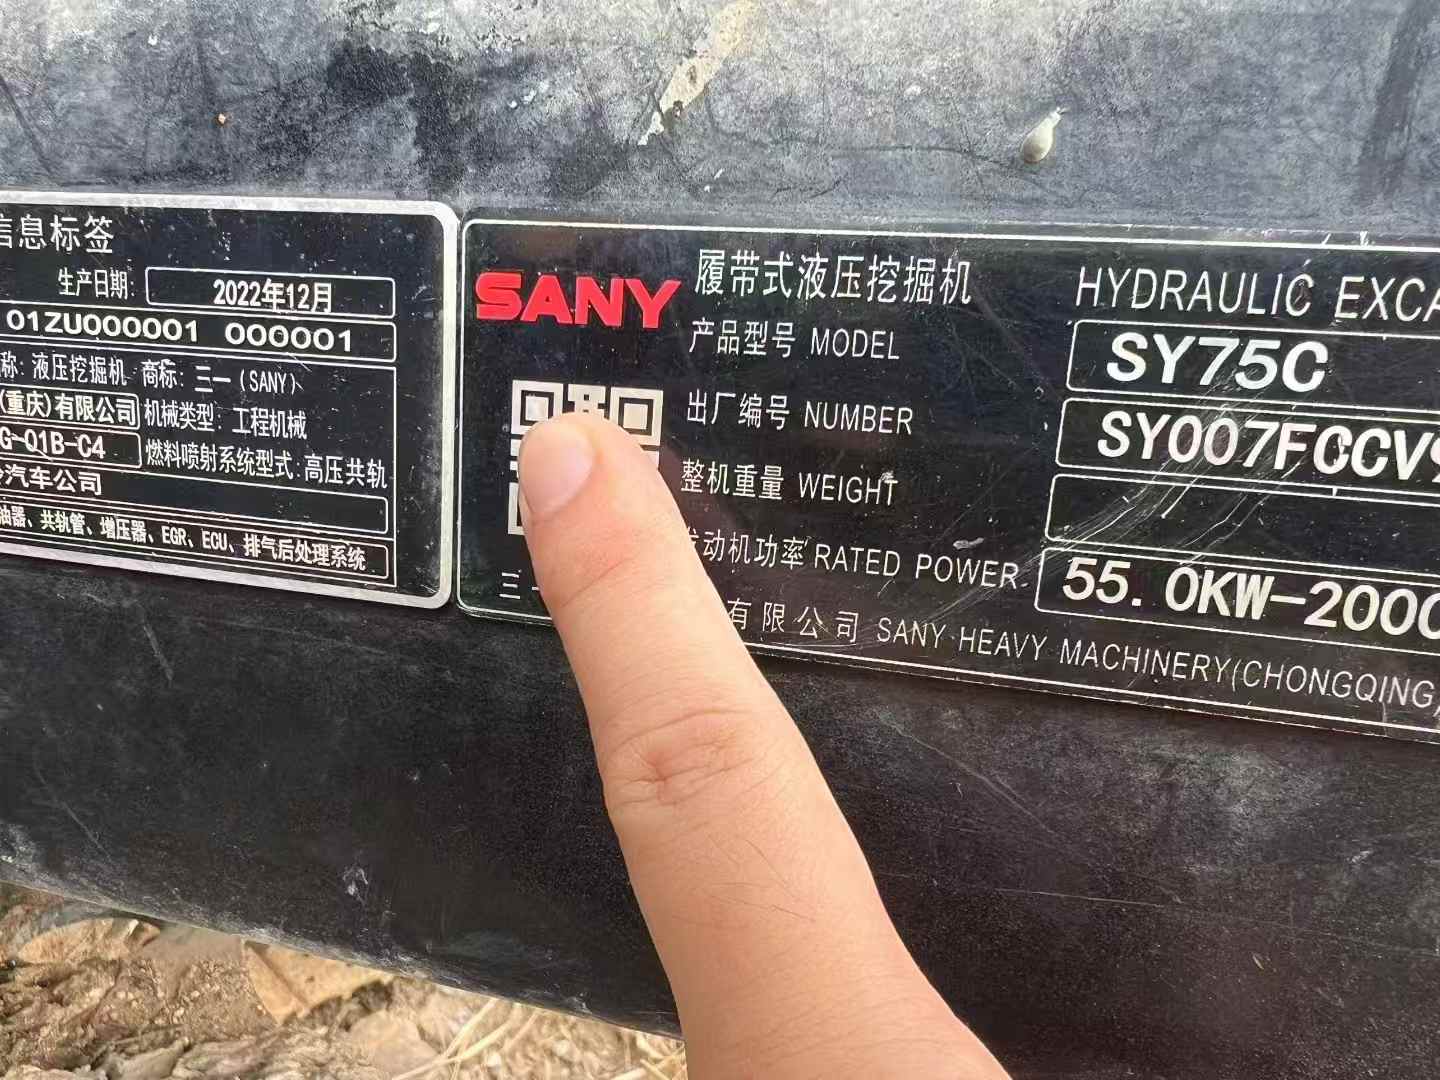 信息标签
生产日期: 2022年12月
01ZU000001 000001
称: 液压挖掘机 商标: 三一(SANY)
(重庆)有限公司 机械类型: 工程机械
G-01B-C4 燃料喷射系统型式: 高压共轨
汽车公司
油器、共轨管、增压器、EGR、ECU、排气后处理系统
SANY 履带式液压挖掘机 HYDRAULIC EXCA
产品型号 MODEL SY75C
出厂编号 NUMBER SY007FCCV9
整机重量 WEIGHT
发动机功率 RATED POWER 55.0KW-2000
三一 有限公司 SANY HEAVY MACHINERY(CHONGQING)